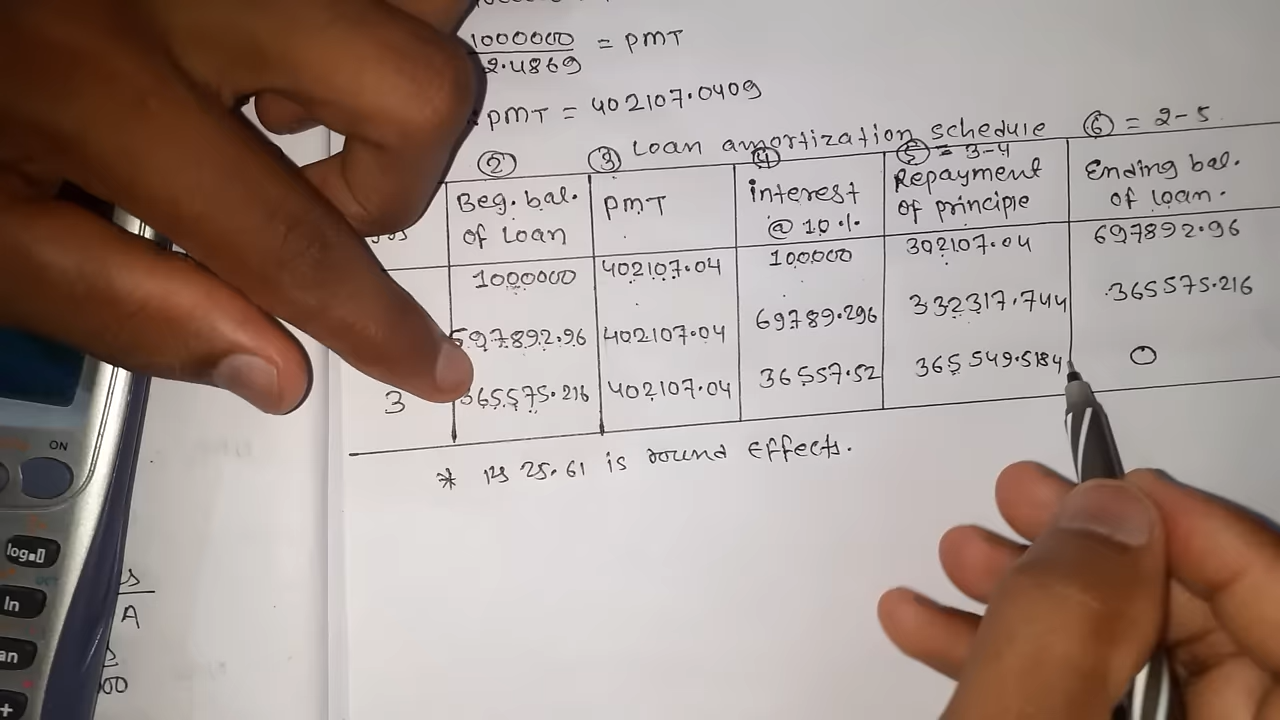 1000000 = PMT
2.4869
PMT = 402107.0409
Loan amortization schedule
② ③ ④ ⑤ = 3-4 ⑥ = 2-5
Beg. bal. of Loan PMT interest @ 10 % Repayment of principle Ending bal. of loan.
1000000 402107.04 100000 302107.04 697892.96
697892.96 402107.04 69789.296 332317.744 365575.216
3 365575.216 402107.04 36557.52 365549.5184 0
* Rs 25.61 is round effects.
ON
log
ln
an
+
A
00